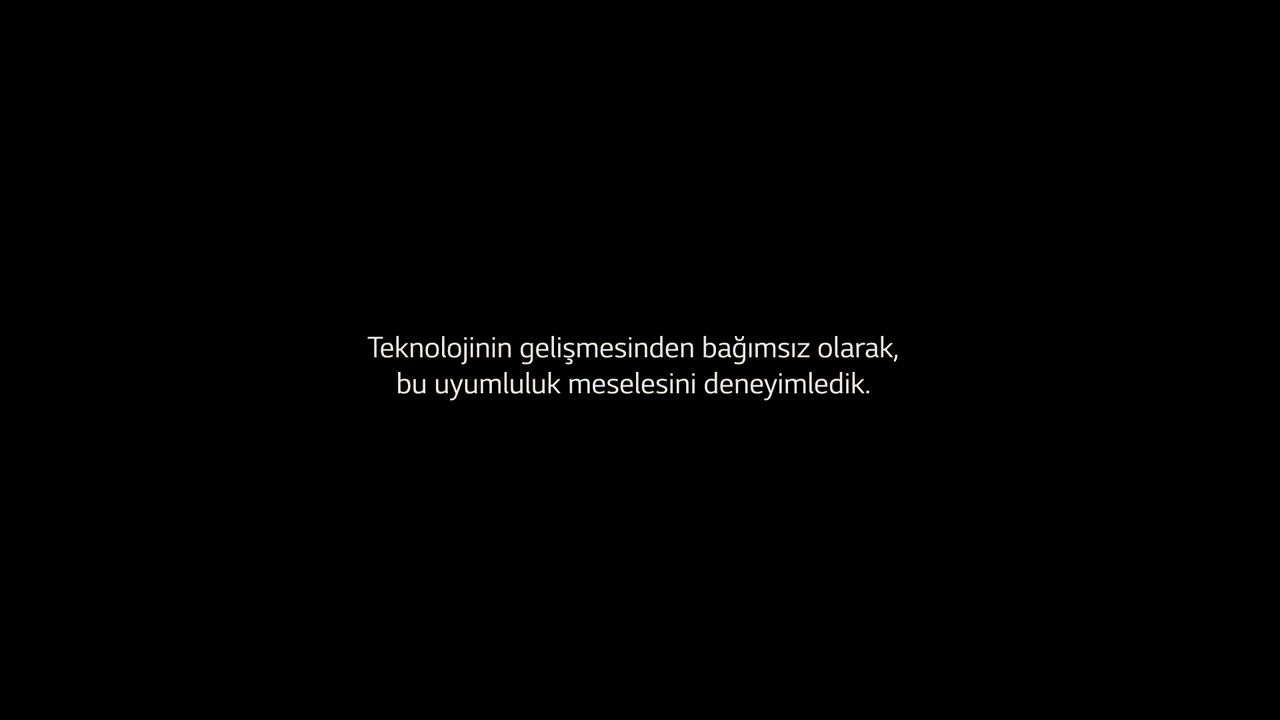 Teknolojinin gelişmesinden bağımsız olarak,
bu uyumluluk meselesini deneyimledik.